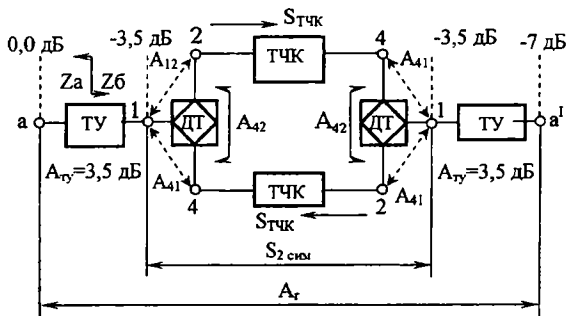 S_ТЧК
0,0 дБ -3,5 дБ 2 4 -3,5 дБ -7 дБ
Zа Zб A₁₂ ТЧК A₄₁
а ТУ 1 ДТ A₄₂ A₄₂ ДТ 1 ТУ а^I
A_ту=3,5 дБ A₄₁ ТЧК A₄₁ A_ту=3,5 дБ
4 S_ТЧК 2
S_2 сим
A_г